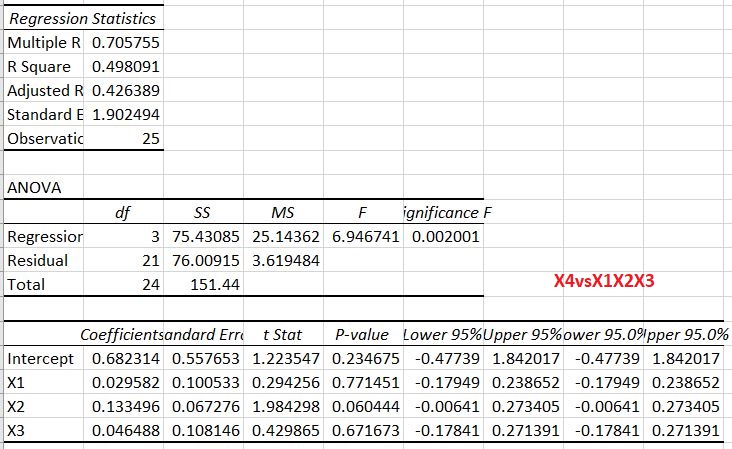 Regression Statistics
Multiple R 0.705755
R Square 0.498091
Adjusted R 0.426389
Standard E 1.902494
Observatic 25
ANOVA
df SS MS F ignificance F
Regressior 3 75.43085 25.14362 6.946741 0.002001
Residual 21 76.00915 3.619484
Total 24 151.44
X4vsX1X2X3
Coefficients andard Erro t Stat P-value Lower 95% Upper 95% ower 95.0% pper 95.0%
Intercept 0.682314 0.557653 1.223547 0.234675 -0.47739 1.842017 -0.47739 1.842017
X1 0.029582 0.100533 0.294256 0.771451 -0.17949 0.238652 -0.17949 0.238652
X2 0.133496 0.067276 1.984298 0.060444 -0.00641 0.273405 -0.00641 0.273405
X3 0.046488 0.108146 0.429865 0.671673 -0.17841 0.271391 -0.17841 0.271391